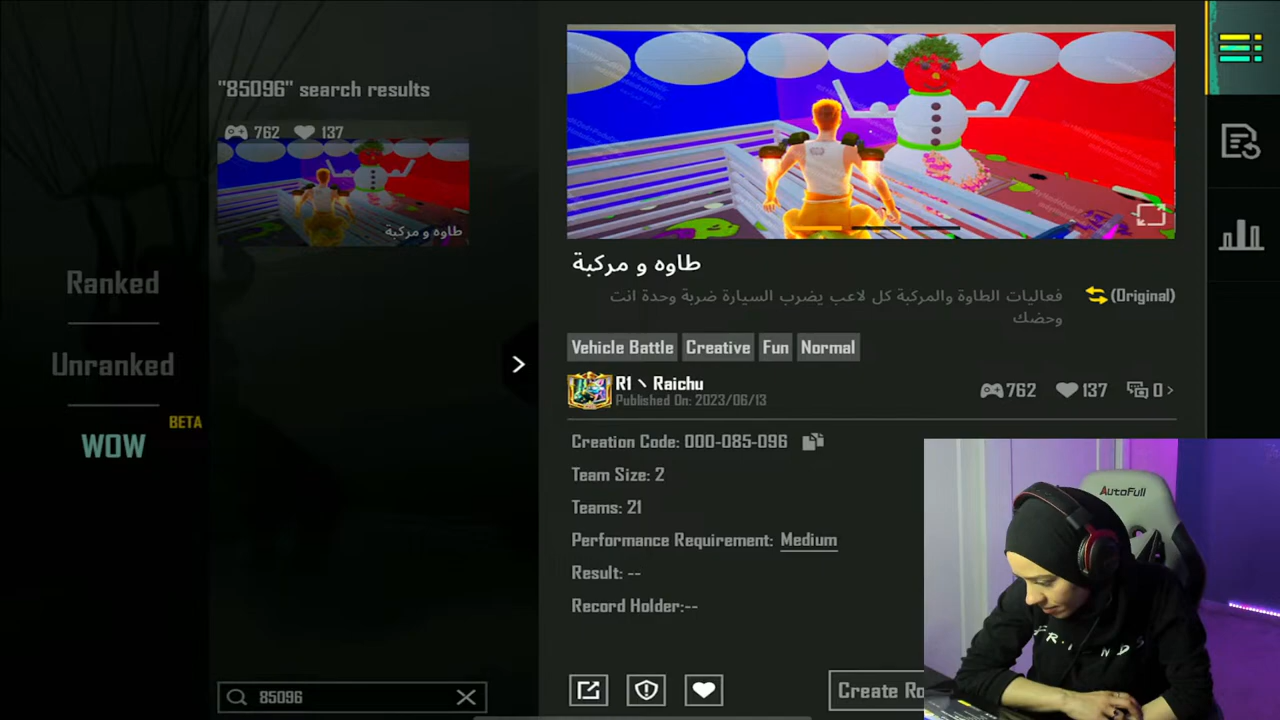 "85096" search results
762 137
طاوه و مركبة
Ranked
Unranked
BETA
WOW
85096
طاوه و مركبة
فعاليات الطاوة والمركبة كل لاعب يضرب السيارة ضربة وحدة انت
وحضك
(Original)
Vehicle Battle Creative Fun Normal
R1丶Raichu
Published On: 2023/06/13
762 137 0
Creation Code: 000-085-096
Team Size: 2
Teams: 21
Performance Requirement: Medium
Result: --
Record Holder:--
Create Ro
AutoFull
FRIENDS